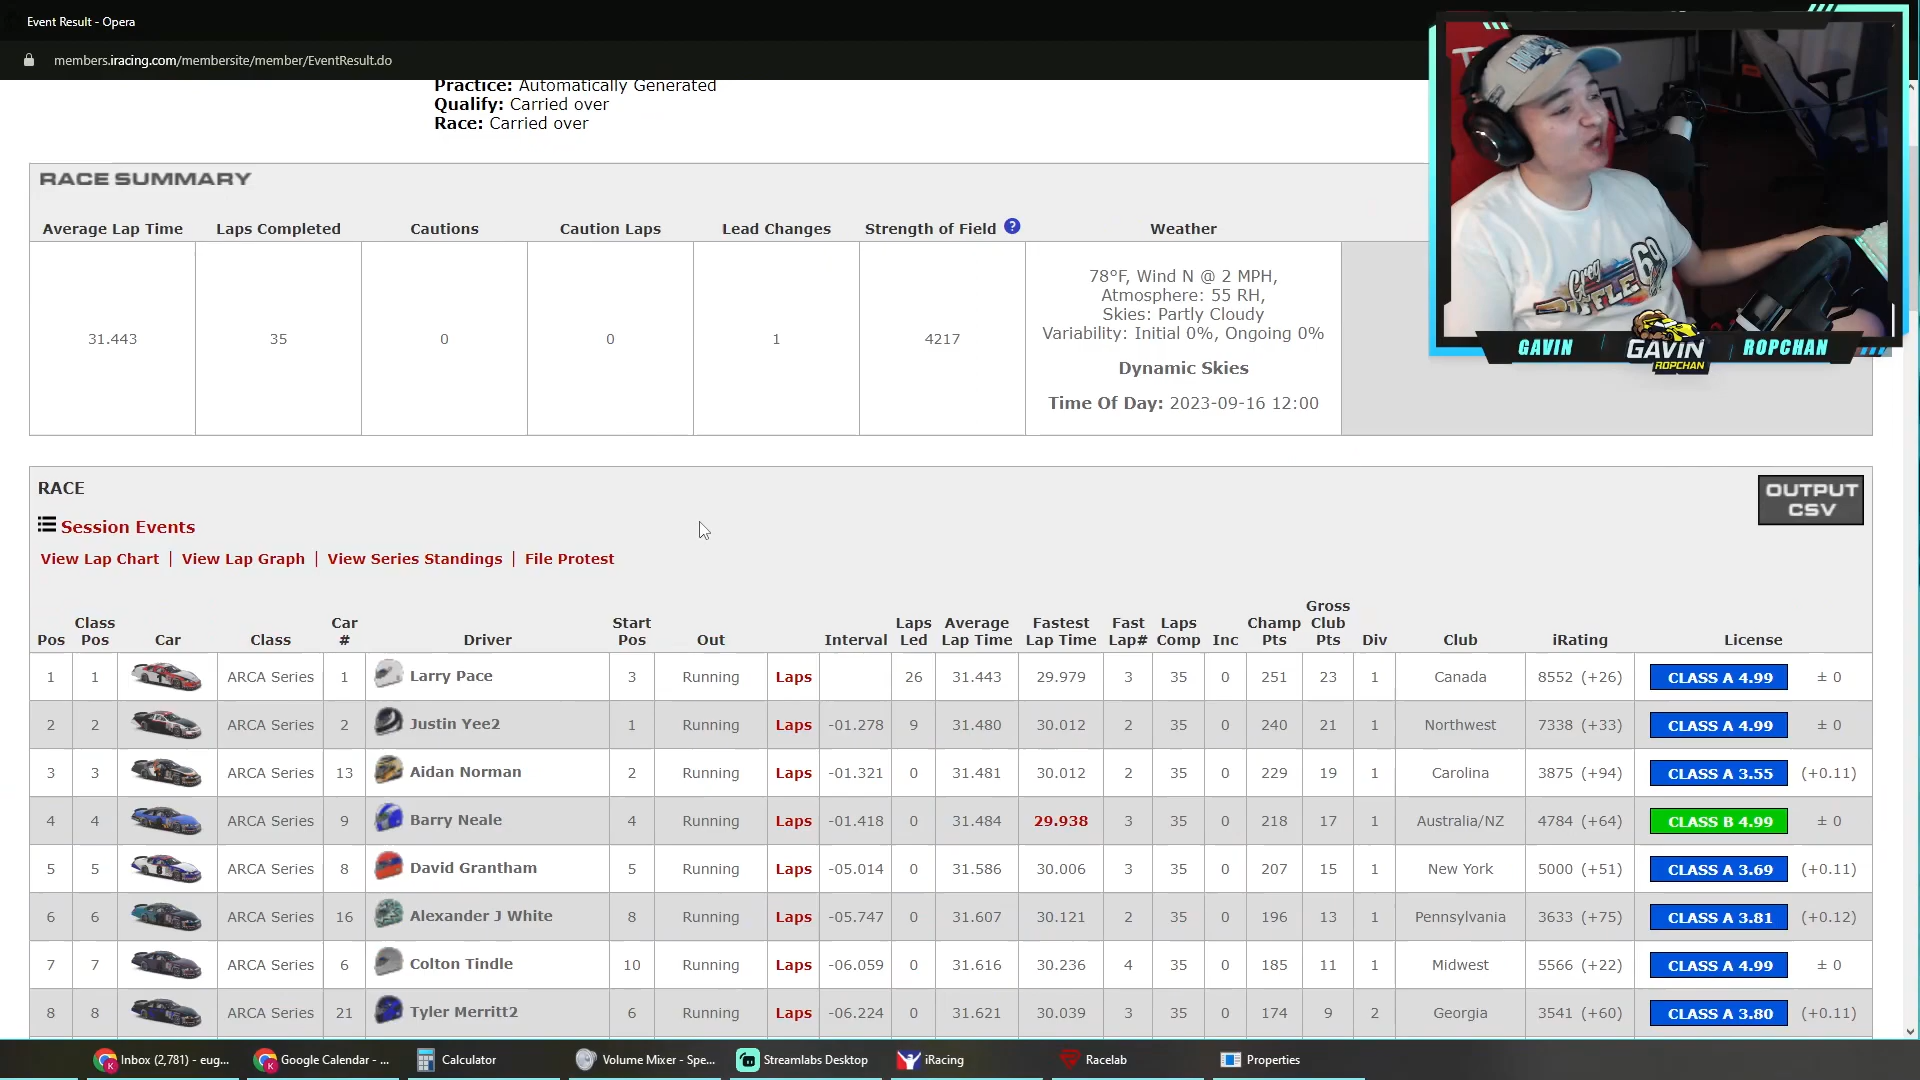 Event Result - Opera
members.iracing.com/membersite/member/EventResult.do
Practice: Automatically Generated
Qualify: Carried over
Race: Carried over
RACE SUMMARY
Average Lap Time Laps Completed Cautions Caution Laps Lead Changes Strength of Field ? Weather
31.443 35 0 0 1 4217
78°F, Wind N @ 2 MPH,
Atmosphere: 55 RH,
Skies: Partly Cloudy
Variability: Initial 0%, Ongoing 0%
Dynamic Skies
Time Of Day: 2023-09-16 12:00
Greg
69
GAVIN GAVIN ROPCHAN
ROPCHAN
RACE
OUTPUT
CSV
Session Events
View Lap Chart | View Lap Graph | View Series Standings | File Protest
Pos Class Pos Car Class Car # Driver Start Pos Out Interval Laps Led Average Lap Time Fastest Lap Time Fast Lap# Laps Comp Inc Champ Pts Gross Club Pts Div Club iRating License
1 1 ARCA Series 1 Larry Pace 3 Running Laps 26 31.443 29.979 3 35 0 251 23 1 Canada 8552 (+26) CLASS A 4.99 ± 0
2 2 ARCA Series 2 Justin Yee2 1 Running Laps -01.278 9 31.480 30.012 2 35 0 240 21 1 Northwest 7338 (+33) CLASS A 4.99 ± 0
3 3 ARCA Series 13 Aidan Norman 2 Running Laps -01.321 0 31.481 30.012 2 35 0 229 19 1 Carolina 3875 (+94) CLASS A 3.55 (+0.11)
4 4 ARCA Series 9 Barry Neale 4 Running Laps -01.418 0 31.484 29.938 3 35 0 218 17 1 Australia/NZ 4784 (+64) CLASS B 4.99 ± 0
5 5 ARCA Series 8 David Grantham 5 Running Laps -05.014 0 31.586 30.006 3 35 0 207 15 1 New York 5000 (+51) CLASS A 3.69 (+0.11)
6 6 ARCA Series 16 Alexander J White 8 Running Laps -05.747 0 31.607 30.121 2 35 0 196 13 1 Pennsylvania 3633 (+75) CLASS A 3.81 (+0.12)
7 7 ARCA Series 6 Colton Tindle 10 Running Laps -06.059 0 31.616 30.236 4 35 0 185 11 1 Midwest 5566 (+22) CLASS A 4.99 ± 0
8 8 ARCA Series 21 Tyler Merritt2 6 Running Laps -06.224 0 31.621 30.039 3 35 0 174 9 2 Georgia 3541 (+60) CLASS A 3.80 (+0.11)
Inbox (2,781) - eug... Google Calendar - ... Calculator Volume Mixer - Spe... Streamlabs Desktop iRacing Racelab Properties